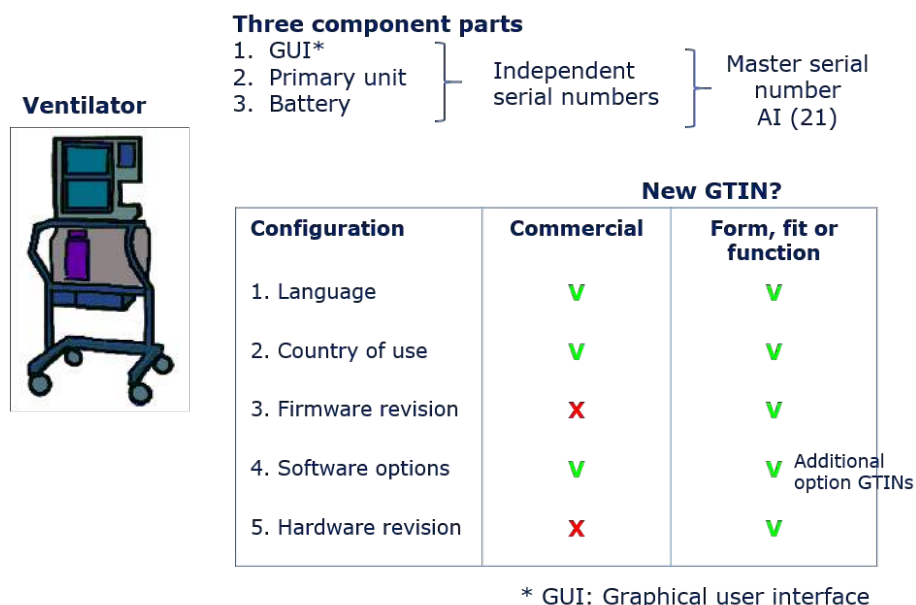 Three component parts
1. GUI*
2. Primary unit
3. Battery
Independent
serial numbers
Master serial
number
AI (21)
Ventilator
New GTIN?
Configuration
Commercial
Form, fit or
function
1. Language V V
2. Country of use V V
3. Firmware revision X V
4. Software options V V Additional
option GTINs
5. Hardware revision X V
* GUI: Graphical user interface